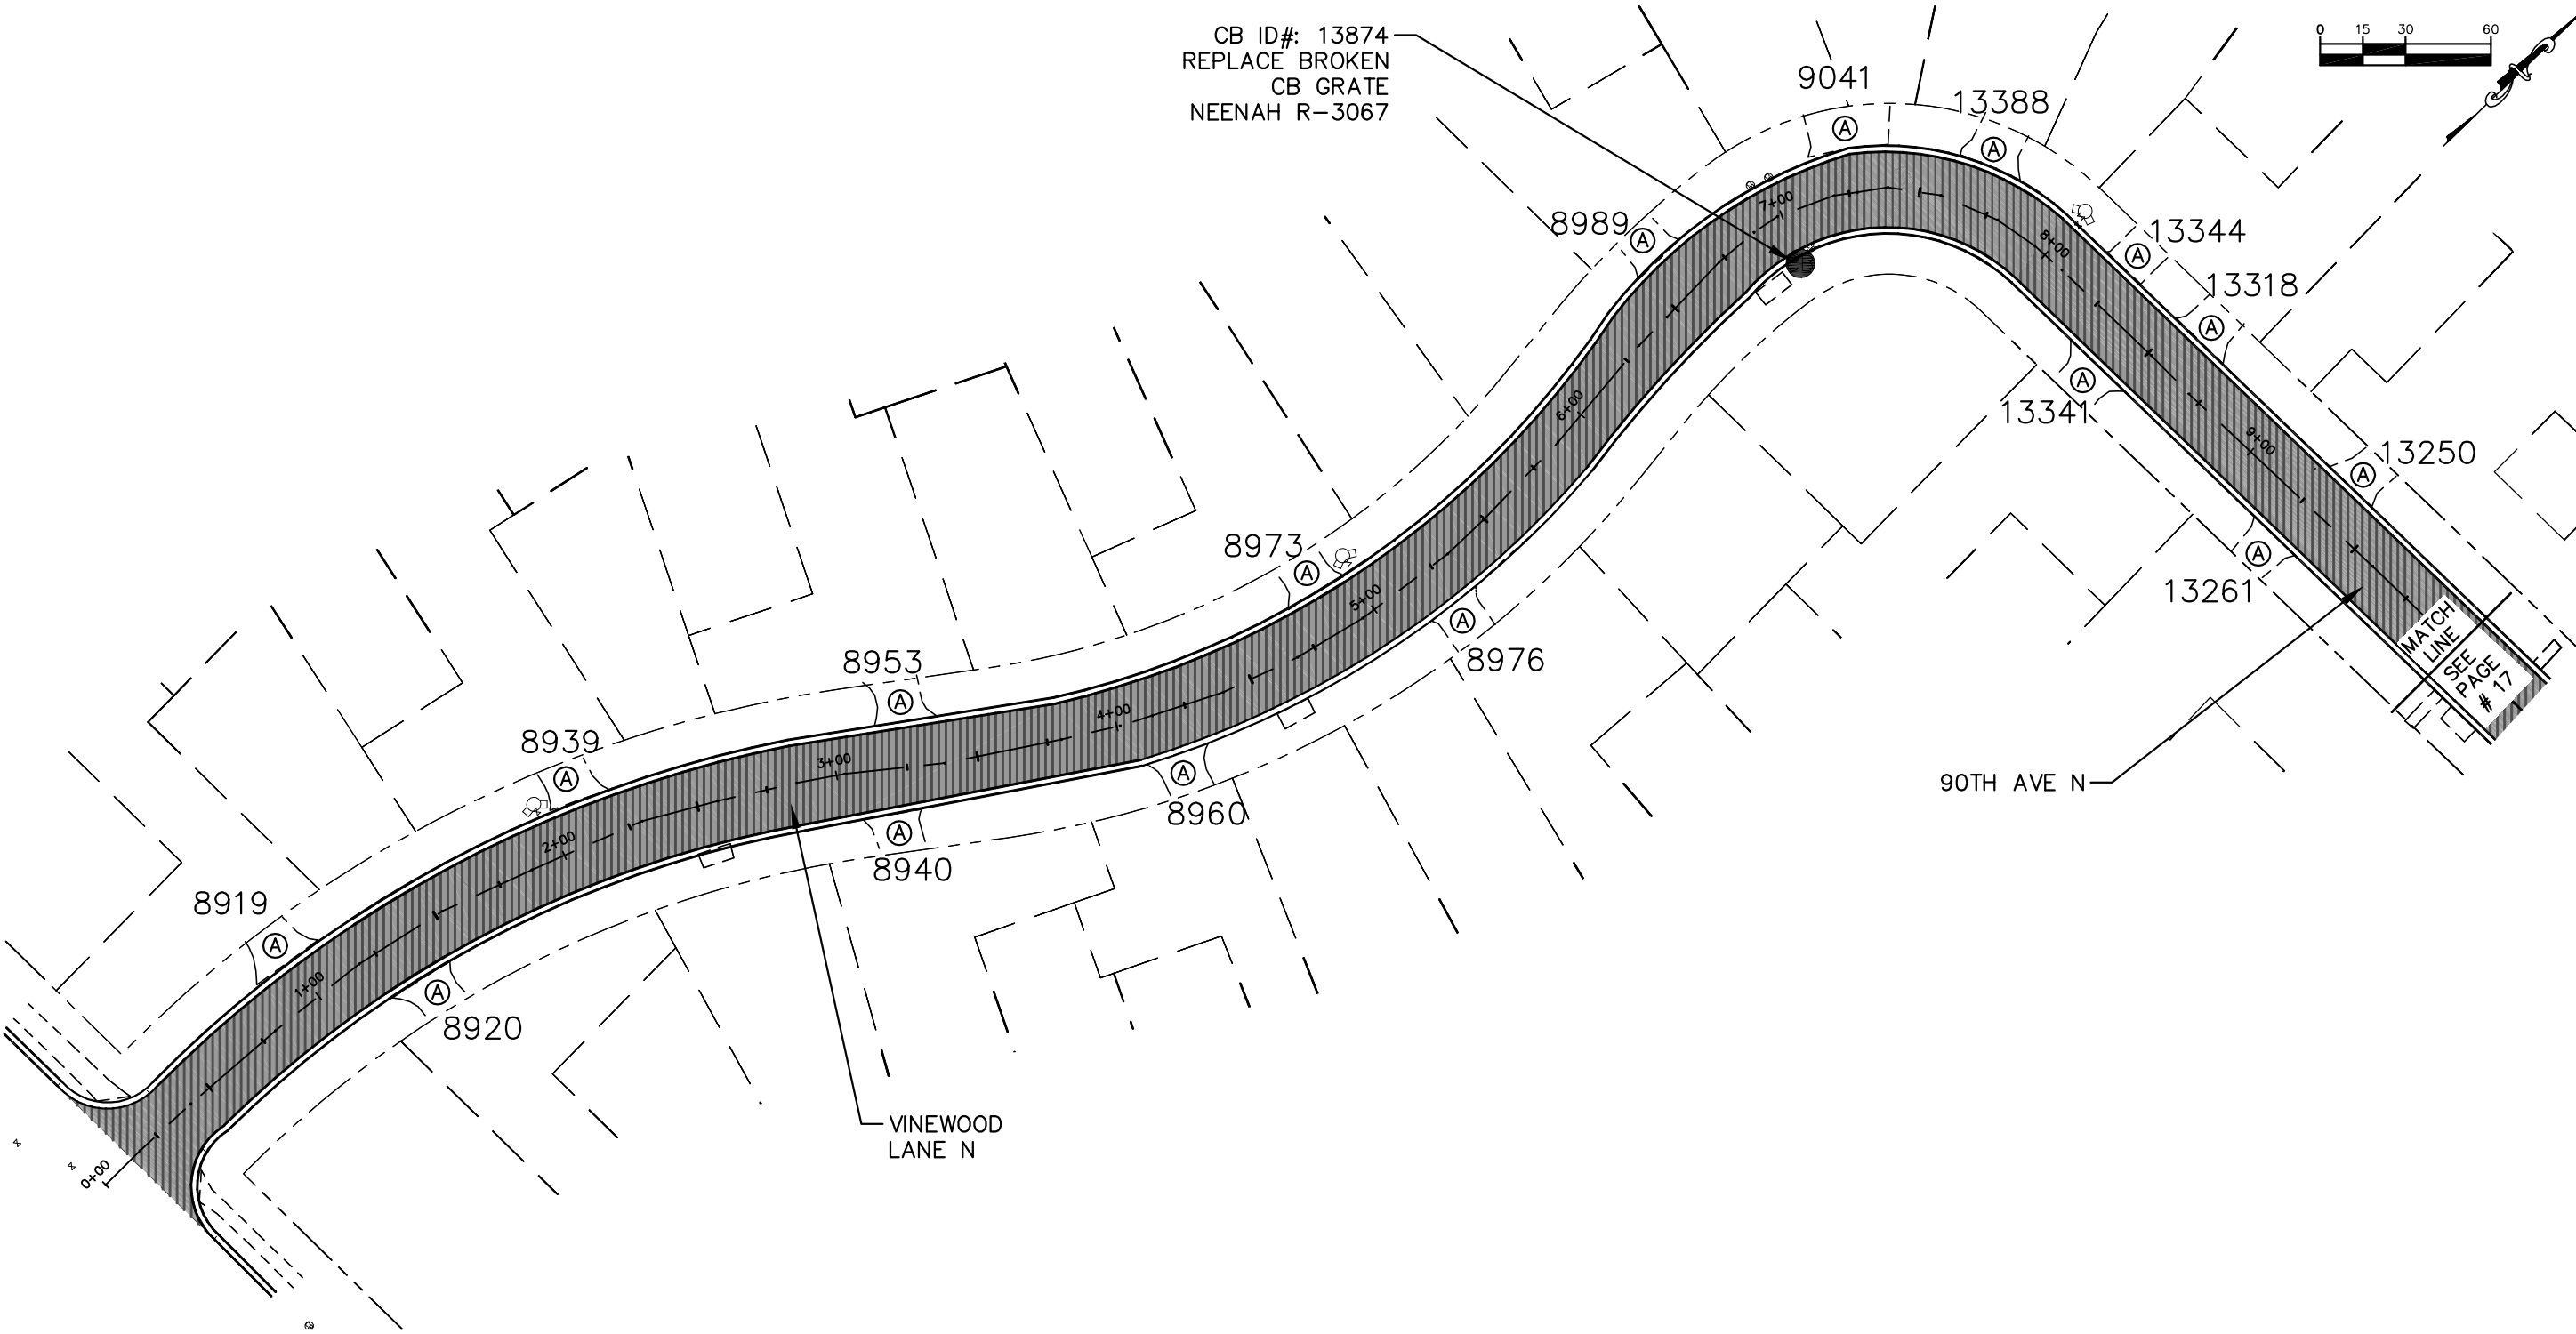 CB ID#: 13874
REPLACE BROKEN
CB GRATE
NEENAH R-3067
0 15 30 60
9041
13388
A
A
8989
A
7+00
8+00
13344
A
13318
A
13341
A
9+00
13250
A
13261
A
6+00
8973
A
5+00
8976
A
8953
A
4+00
8939
A
3+00
8960
A
8940
A
2+00
8919
A
1+00
8920
A
0+00
VINEWOOD
LANE N
90TH AVE N
MATCH
LINE
SEE
PAGE
# 17